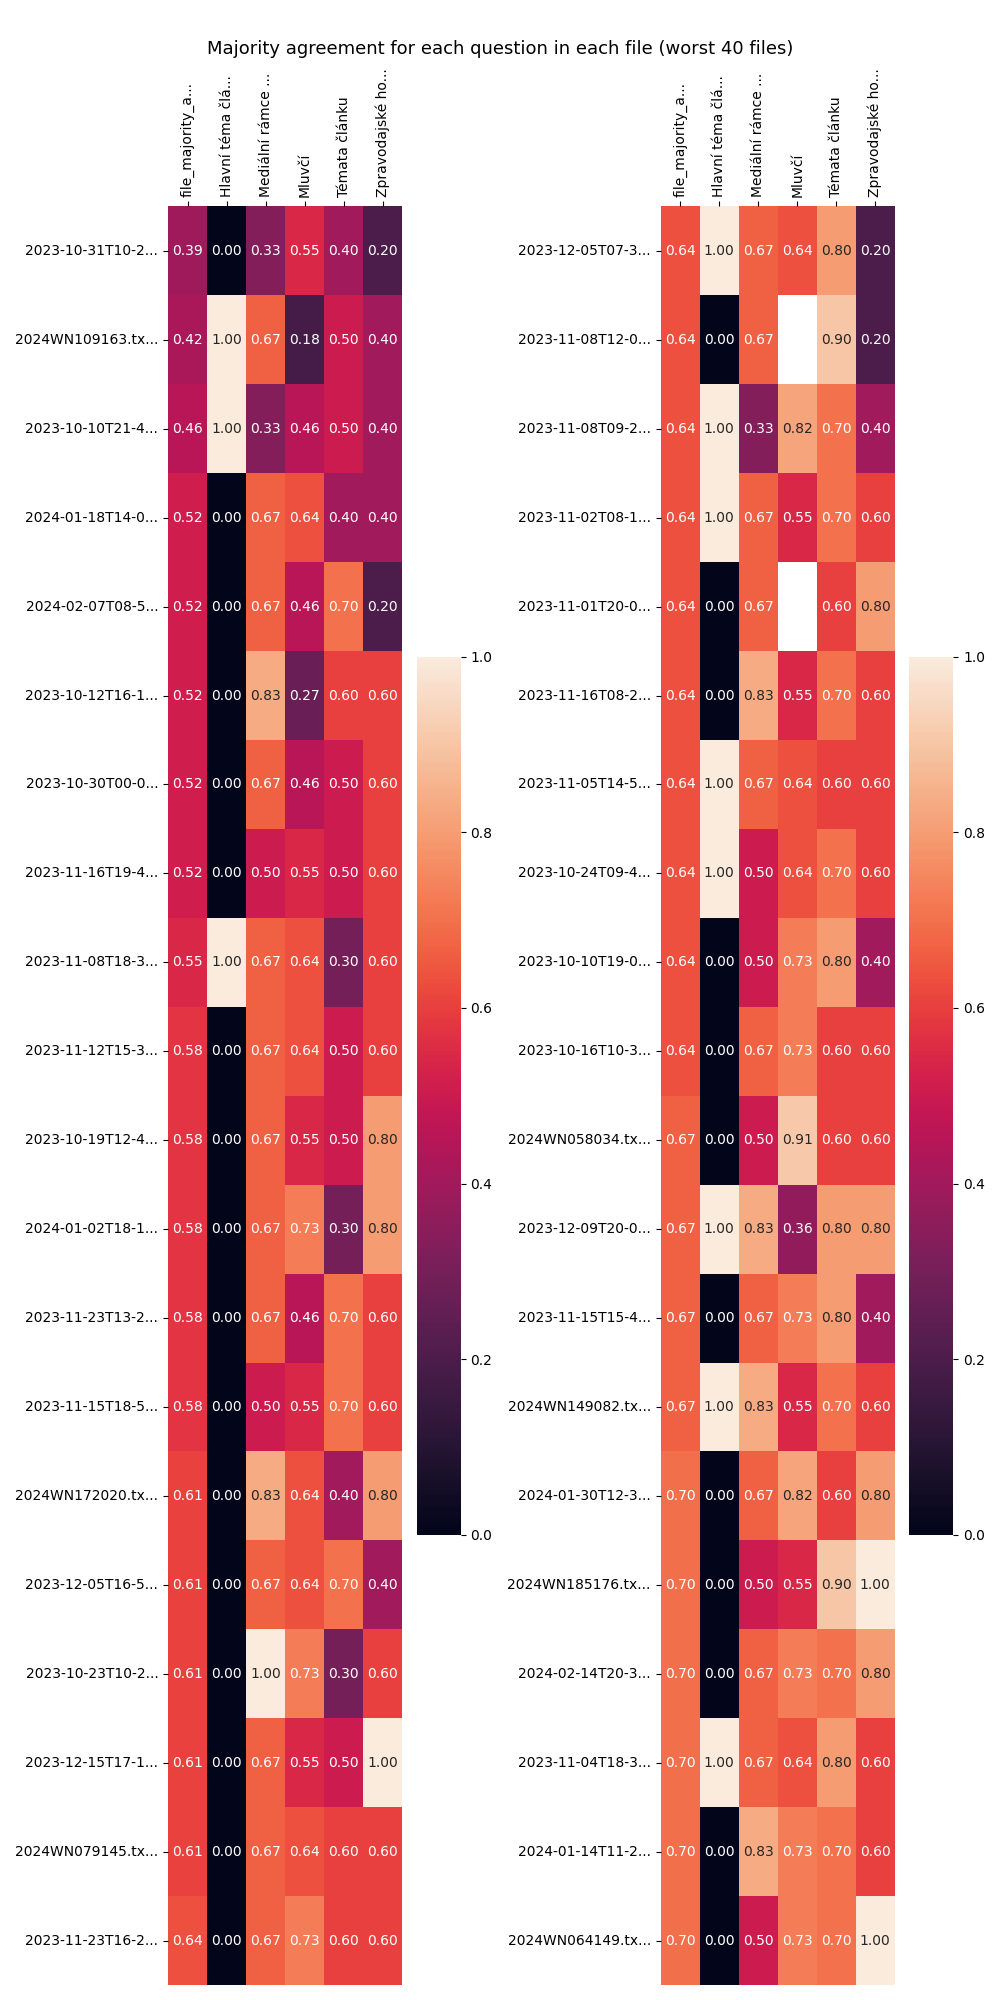 Majority agreement for each question in each file (worst 40 files)
file_majority_a...
Hlavní téma člá...
Mediální rámce ...
Mluvčí
Témata článku
Zpravodajské ho...
2023-10-31T10-2... 0.39 0.00 0.33 0.55 0.40 0.20
2024WN109163.tx... 0.42 1.00 0.67 0.18 0.50 0.40
2023-10-10T21-4... 0.46 1.00 0.33 0.46 0.50 0.40
2024-01-18T14-0... 0.52 0.00 0.67 0.64 0.40 0.40
2024-02-07T08-5... 0.52 0.00 0.67 0.46 0.70 0.20
2023-10-12T16-1... 0.52 0.00 0.83 0.27 0.60 0.60
2023-10-30T00-0... 0.52 0.00 0.67 0.46 0.50 0.60
2023-11-16T19-4... 0.52 0.00 0.50 0.55 0.50 0.60
2023-11-08T18-3... 0.55 1.00 0.67 0.64 0.30 0.60
2023-11-12T15-3... 0.58 0.00 0.67 0.64 0.50 0.60
2023-10-19T12-4... 0.58 0.00 0.67 0.55 0.50 0.80
2024-01-02T18-1... 0.58 0.00 0.67 0.73 0.30 0.80
2023-11-23T13-2... 0.58 0.00 0.67 0.46 0.70 0.60
2023-11-15T18-5... 0.58 0.00 0.50 0.55 0.70 0.60
2024WN172020.tx... 0.61 0.00 0.83 0.64 0.40 0.80
2023-12-05T16-5... 0.61 0.00 0.67 0.64 0.70 0.40
2023-10-23T10-2... 0.61 0.00 1.00 0.73 0.30 0.60
2023-12-15T17-1... 0.61 0.00 0.67 0.55 0.50 1.00
2024WN079145.tx... 0.61 0.00 0.67 0.64 0.60 0.60
2023-11-23T16-2... 0.64 0.00 0.67 0.73 0.60 0.60
1.0
0.8
0.6
0.4
0.2
0.0
file_majority_a...
Hlavní téma člá...
Mediální rámce ...
Mluvčí
Témata článku
Zpravodajské ho...
2023-12-05T07-3... 0.64 1.00 0.67 0.64 0.80 0.20
2023-11-08T12-0... 0.64 0.00 0.67 0.90 0.20
2023-11-08T09-2... 0.64 1.00 0.33 0.82 0.70 0.40
2023-11-02T08-1... 0.64 1.00 0.67 0.55 0.70 0.60
2023-11-01T20-0... 0.64 0.00 0.67 0.60 0.80
2023-11-16T08-2... 0.64 0.00 0.83 0.55 0.70 0.60
2023-11-05T14-5... 0.64 1.00 0.67 0.64 0.60 0.60
2023-10-24T09-4... 0.64 1.00 0.50 0.64 0.70 0.60
2023-10-10T19-0... 0.64 0.00 0.50 0.73 0.80 0.40
2023-10-16T10-3... 0.64 0.00 0.67 0.73 0.60 0.60
2024WN058034.tx... 0.67 0.00 0.50 0.91 0.60 0.60
2023-12-09T20-0... 0.67 1.00 0.83 0.36 0.80 0.80
2023-11-15T15-4... 0.67 0.00 0.67 0.73 0.80 0.40
2024WN149082.tx... 0.67 1.00 0.83 0.55 0.70 0.60
2024-01-30T12-3... 0.70 0.00 0.67 0.82 0.60 0.80
2024WN185176.tx... 0.70 0.00 0.50 0.55 0.90 1.00
2024-02-14T20-3... 0.70 0.00 0.67 0.73 0.70 0.80
2023-11-04T18-3... 0.70 1.00 0.67 0.64 0.80 0.60
2024-01-14T11-2... 0.70 0.00 0.83 0.73 0.70 0.60
2024WN064149.tx... 0.70 0.00 0.50 0.73 0.70 1.00
1.0
0.8
0.6
0.4
0.2
0.0